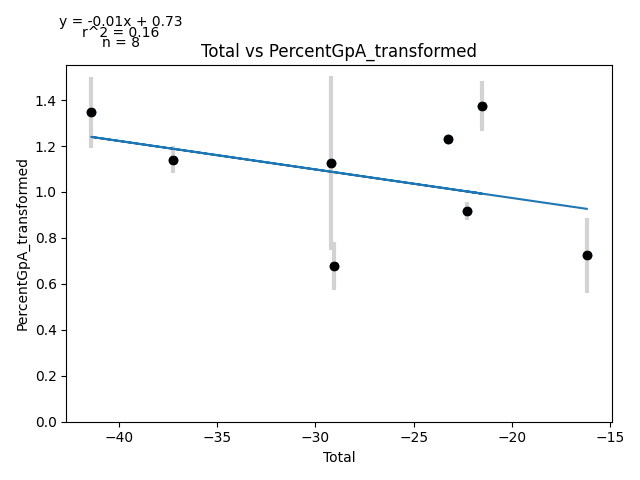 y = -0.01x + 0.73
r^2 = 0.16
n = 8
Total vs PercentGpA_transformed
PercentGpA_transformed
1.4
1.2
1.0
0.8
0.6
0.4
0.2
0.0
−40
−35
−30
−25
−20
−15
Total